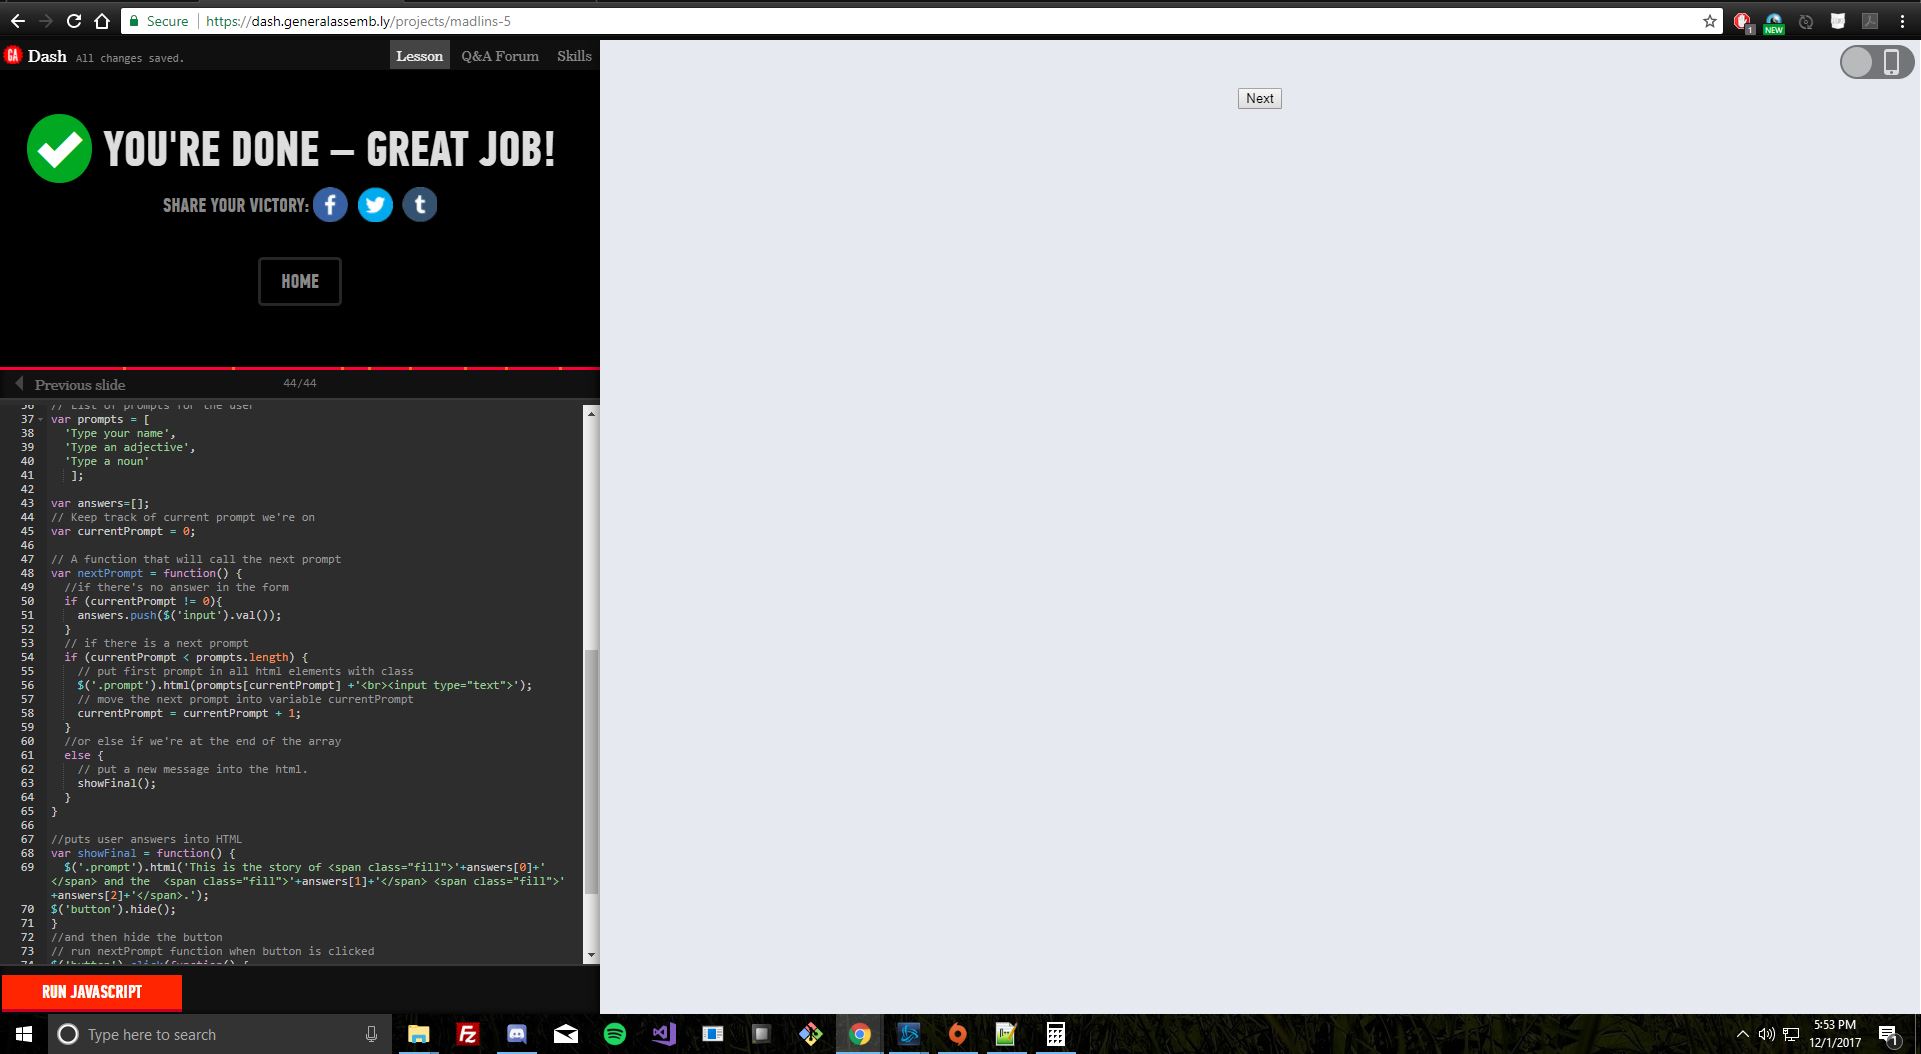 Secure
https://dash.generalassemb.ly/projects/madlins-5
1
NEW
GA Dash All changes saved. Lesson Q&A Forum Skills
Next
YOU'RE DONE – GREAT JOB!
SHARE YOUR VICTORY: f t
HOME
Previous slide 44/44
36 // List of prompts for the user
37 var prompts = [
38 'Type your name',
39 'Type an adjective',
40 'Type a noun'
41 ];
42
43 var answers=[];
44 // Keep track of current prompt we're on
45 var currentPrompt = 0;
46
47 // A function that will call the next prompt
48 var nextPrompt = function() {
49 //if there's no answer in the form
50 if (currentPrompt != 0){
51 answers.push($('input').val());
52 }
53 // if there is a next prompt
54 if (currentPrompt < prompts.length) {
55 // put first prompt in all html elements with class
56 $('.prompt').html(prompts[currentPrompt] +'<br><input type="text">');
57 // move the next prompt into variable currentPrompt
58 currentPrompt = currentPrompt + 1;
59 }
60 //or else if we're at the end of the array
61 else {
62 // put a new message into the html.
63 showFinal();
64 }
65 }
66
67 //puts user answers into HTML
68 var showFinal = function() {
69 $('.prompt').html('This is the story of <span class="fill">'+answers[0]+'
</span> and the <span class="fill">'+answers[1]+'</span> <span class="fill">'
+answers[2]+'</span>.');
70 $('button').hide();
71 }
72 //and then hide the button
73 // run nextPrompt function when button is clicked
74 $('button').click(function() {
RUN JAVASCRIPT
Type here to search
5:53 PM
12/1/2017
1